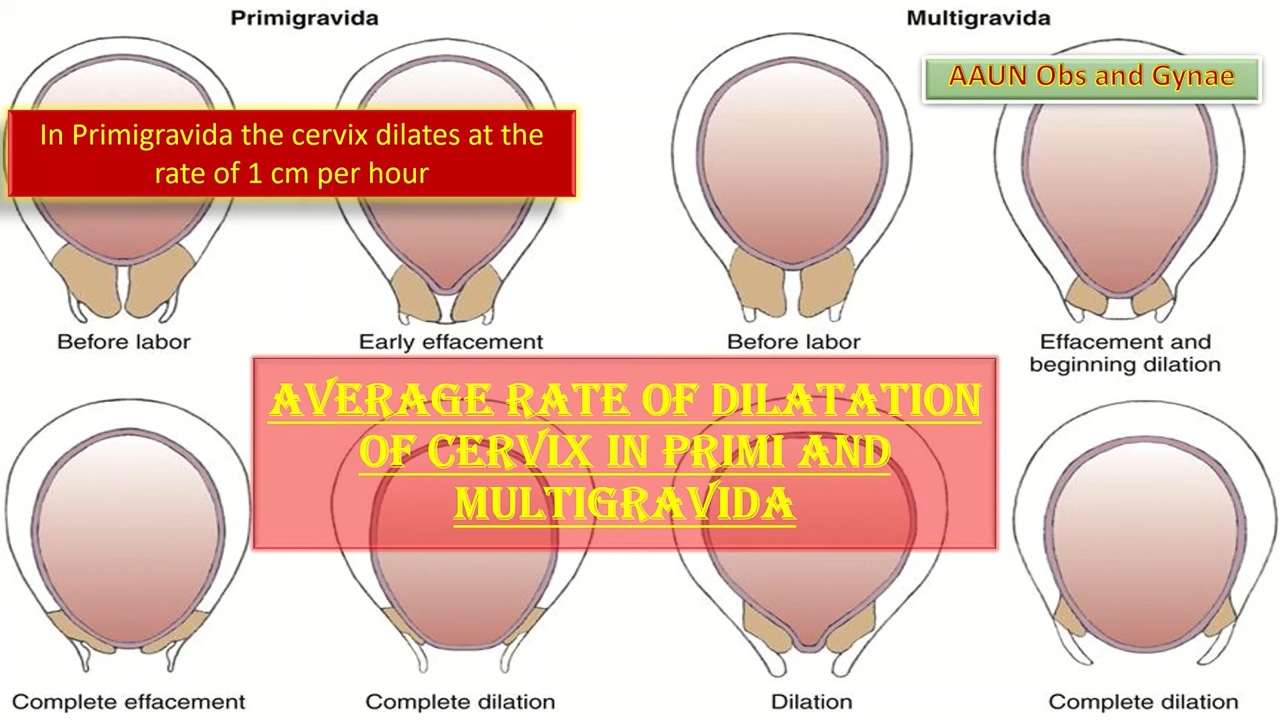 Primigravida
Multigravida
AAUN Obs and Gynae
In Primigravida the cervix dilates at the
rate of 1 cm per hour
Before labor
Early effacement
Before labor
Effacement and
beginning dilation
AVERAGE RATE OF DILATATION
OF CERVIX IN PRIMI AND
MULTIGRAVIDA
Complete effacement
Complete dilation
Dilation
Complete dilation